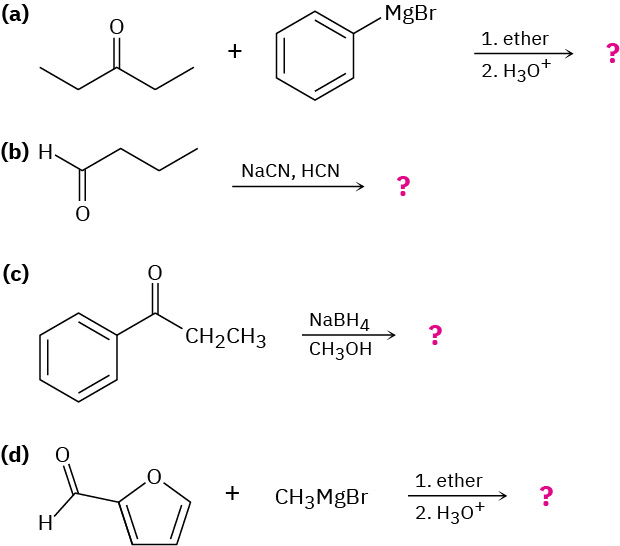 (a)
O
MgBr
+
1. ether
2. H3O+
?
(b)
H
O
NaCN, HCN
?
(c)
O
CH2CH3
NaBH4
CH3OH
?
(d)
O
H
O
+
CH3MgBr
1. ether
2. H3O+
?